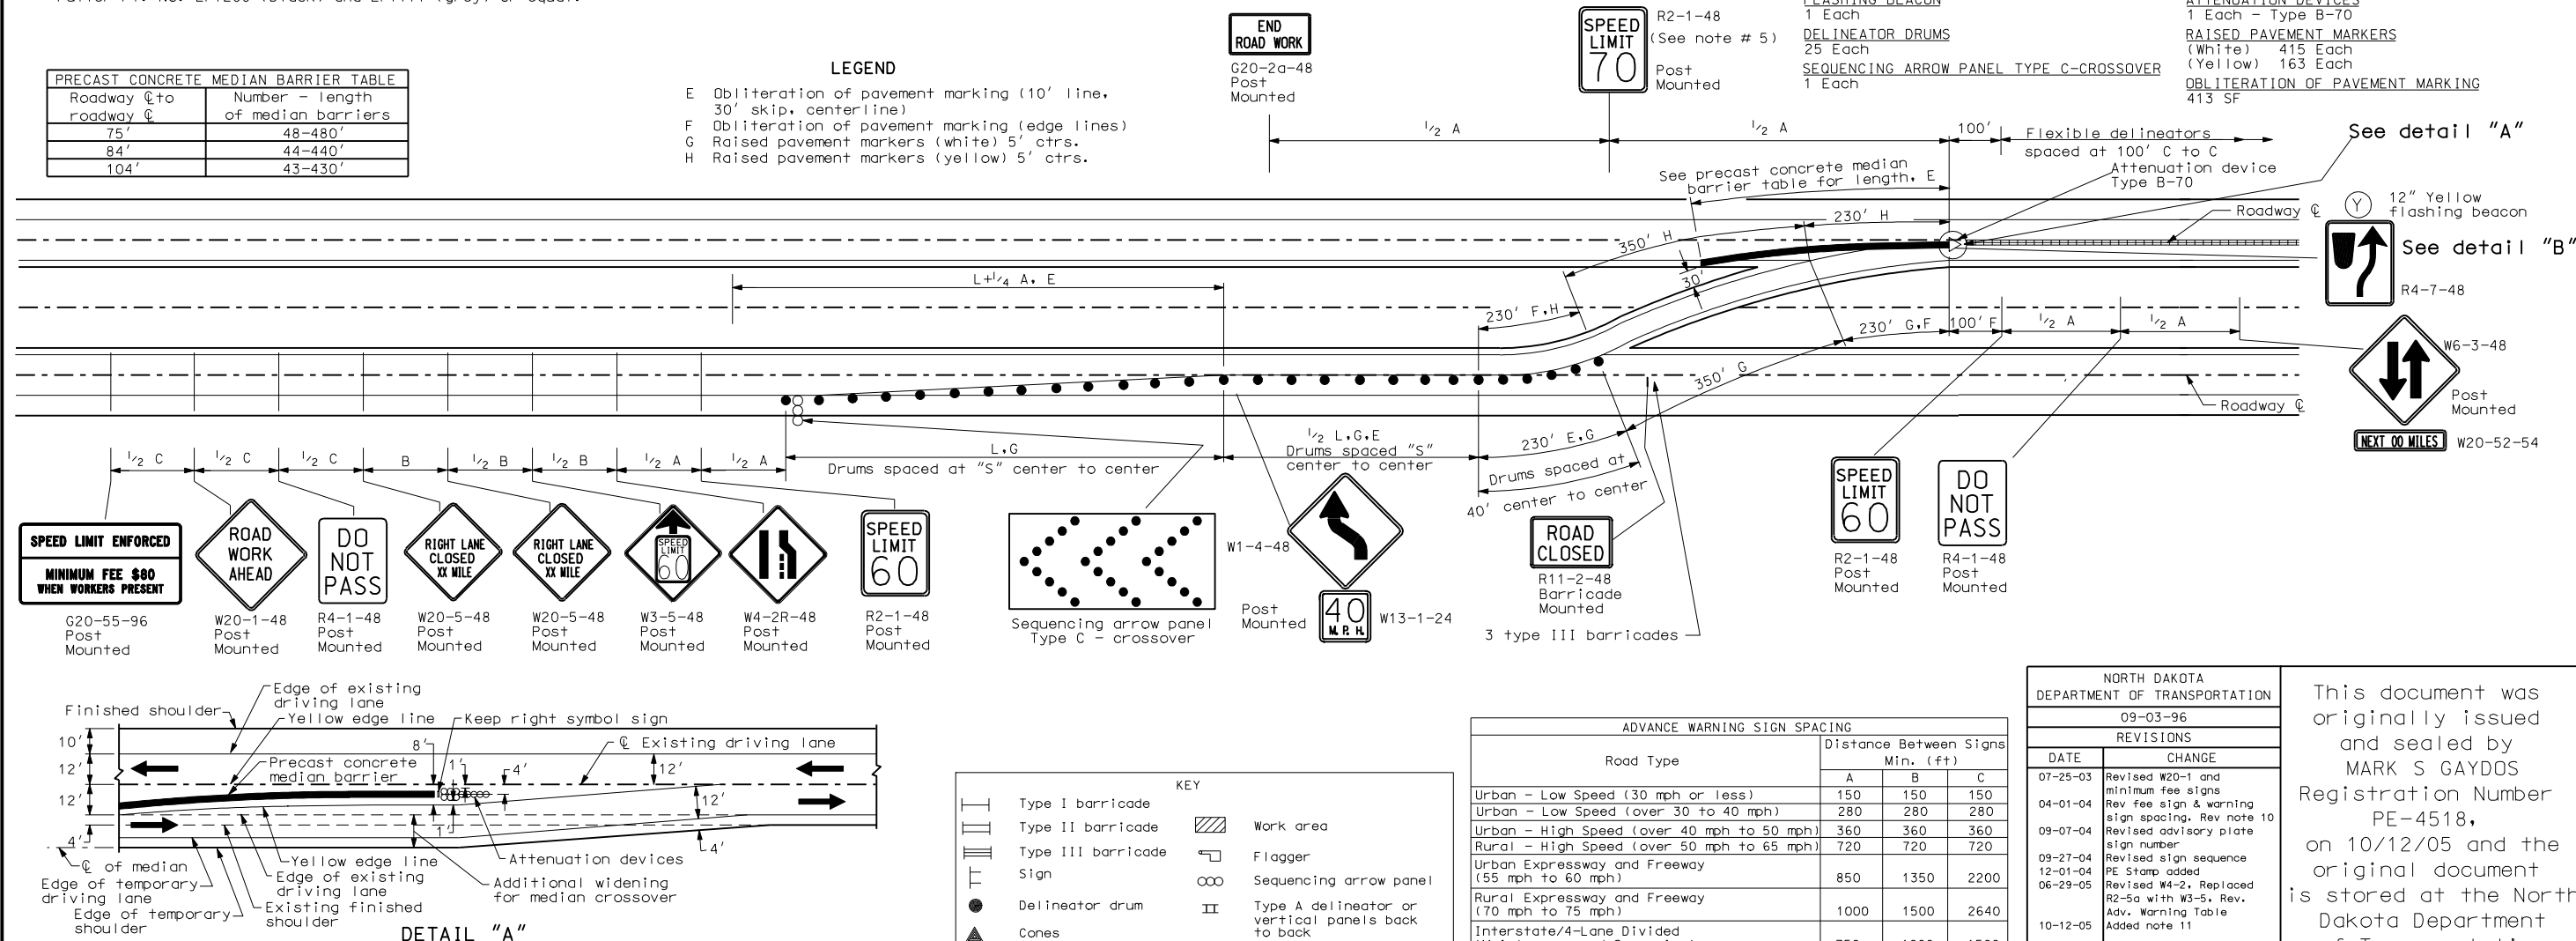 END
ROAD WORK
G20-2a-48
Post
Mounted
SPEED
LIMIT
70
R2-1-48
(See note # 5)
Post
Mounted
FLASHING BEACON
1 Each
DELINEATOR DRUMS
25 Each
SEQUENCING ARROW PANEL TYPE C-CROSSOVER
1 Each
ATTENUATION DEVICES
1 Each - Type B-70
RAISED PAVEMENT MARKERS
(White) 415 Each
(Yellow) 163 Each
OBLITERATION OF PAVEMENT MARKING
413 SF
PRECAST CONCRETE MEDIAN BARRIER TABLE
Roadway ℄ to roadway ℄
Number - length of median barriers
75' 48-480'
84' 44-440'
104' 43-430'
LEGEND
E Obliteration of pavement marking (10' line,
30' skip, centerline)
F Obliteration of pavement marking (edge lines)
G Raised pavement markers (white) 5' ctrs.
H Raised pavement markers (yellow) 5' ctrs.
1/2 A
1/2 A
100'
Flexible delineators
spaced at 100' C to C
See detail "A"
Attenuation device
Type B-70
See precast concrete median
barrier table for length, E
230' H
350' H
30'
Roadway ℄
Y
12" Yellow
flashing beacon
See detail "B"
R4-7-48
L+1/4 A, E
230' F,H
230' G,F
100' F
1/2 A
1/2 A
W6-3-48
Post
Mounted
NEXT 00 MILES
W20-52-54
350' G
Roadway ℄
1/2 C
1/2 C
1/2 C
B
1/2 B
1/2 B
1/2 A
1/2 A
L,G
Drums spaced at "S" center to center
1/2 L,G,E
Drums spaced "S"
center to center
230' E,G
Drums spaced at
40' center to center
SPEED LIMIT ENFORCED
MINIMUM FEE $80
WHEN WORKERS PRESENT
G20-55-96
Post
Mounted
ROAD
WORK
AHEAD
W20-1-48
Post
Mounted
DO
NOT
PASS
R4-1-48
Post
Mounted
RIGHT LANE
CLOSED
XX MILE
W20-5-48
Post
Mounted
RIGHT LANE
CLOSED
XX MILE
W20-5-48
Post
Mounted
SPEED
LIMIT
60
W3-5-48
Post
Mounted
W4-2R-48
Post
Mounted
SPEED
LIMIT
60
R2-1-48
Post
Mounted
Sequencing arrow panel
Type C - crossover
W1-4-48
Post
Mounted
40
M.P.H.
W13-1-24
ROAD
CLOSED
R11-2-48
Barricade
Mounted
3 type III barricades
SPEED
LIMIT
60
R2-1-48
Post
Mounted
DO
NOT
PASS
R4-1-48
Post
Mounted
Edge of existing
driving lane
Finished shoulder
Yellow edge line
Keep right symbol sign
10'
12'
12'
4'
8'
1'
4'
℄ Existing driving lane
12'
Precast concrete
median barrier
12'
1'
4'
℄ of median
Edge of temporary
driving lane
Edge of temporary
shoulder
Yellow edge line
Edge of existing
driving lane
Existing finished
shoulder
Attenuation devices
Additional widening
for median crossover
DETAIL "A"
KEY
Type I barricade
Type II barricade
Type III barricade
Sign
Delineator drum
Cones
Work area
Flagger
Sequencing arrow panel
Type A delineator or
vertical panels back
to back
ADVANCE WARNING SIGN SPACING
Road Type
Distance Between Signs
Min. (ft)
A B C
Urban - Low Speed (30 mph or less) 150 150 150
Urban - Low Speed (over 30 to 40 mph) 280 280 280
Urban - High Speed (over 40 mph to 50 mph) 360 360 360
Rural - High Speed (over 50 mph to 65 mph) 720 720 720
Urban Expressway and Freeway
(55 mph to 60 mph) 850 1350 2200
Rural Expressway and Freeway
(70 mph to 75 mph) 1000 1500 2640
Interstate/4-Lane Divided
NORTH DAKOTA
DEPARTMENT OF TRANSPORTATION
09-03-96
REVISIONS
DATE CHANGE
07-25-03 Revised W20-1 and
minimum fee signs
04-01-04 Rev fee sign & warning
sign spacing. Rev note 10
09-07-04 Revised advisory plate
sign number
09-27-04 Revised sign sequence
12-01-04 PE Stamp added
06-29-05 Revised W4-2, Replaced
R2-5a with W3-5, Rev.
Adv. Warning Table
10-12-05 Added note 11
This document was
originally issued
and sealed by
MARK S GAYDOS
Registration Number
PE-4518,
on 10/12/05 and the
original document
is stored at the North
Dakota Department